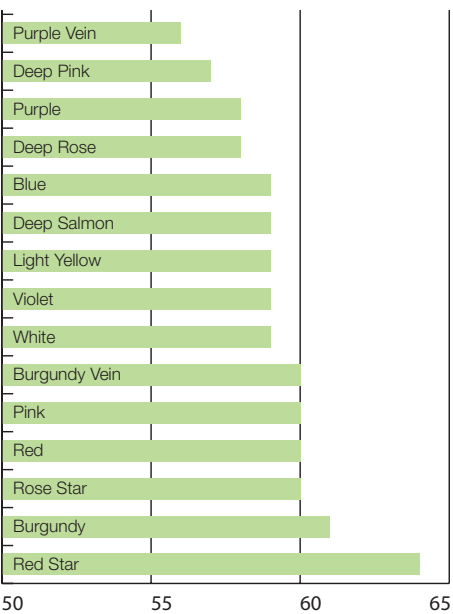 Purple Vein
Deep Pink
Purple
Deep Rose
Blue
Deep Salmon
Light Yellow
Violet
White
Burgundy Vein
Pink
Red
Rose Star
Burgundy
Red Star
50 55 60 65